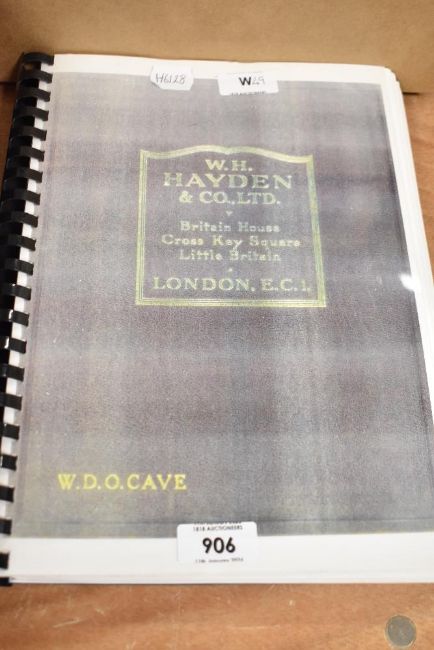 H6128
W29
W.H.
HAYDEN
& CO., LTD.
Britain House
Cross Key Square
Little Britain
LONDON, E.C.1.
W.D.O.CAVE
1818 AUCTIONEERS
906